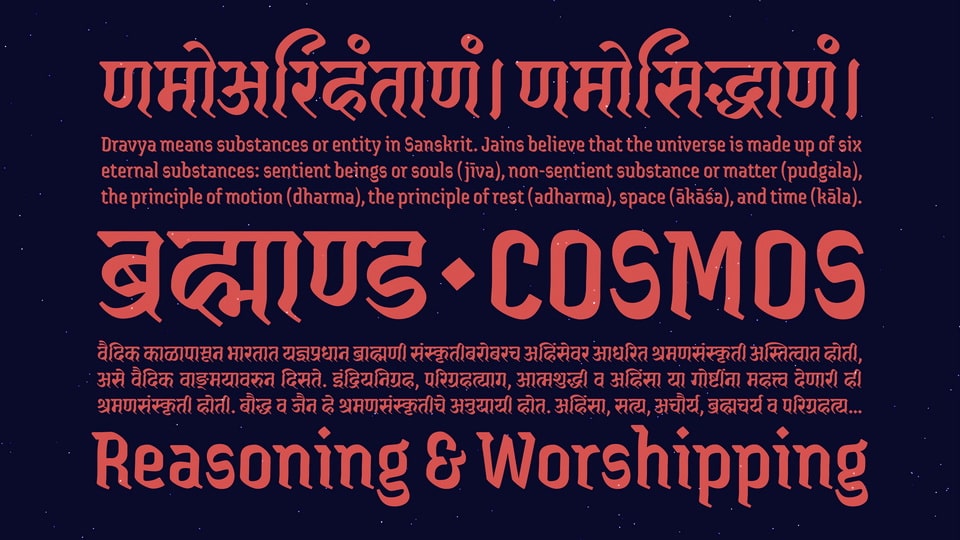 णमोअरिहंताणं। णमोसिद्धाणं।
Dravya means substances or entity in Sanskrit. Jains believe that the universe is made up of six
eternal substances: sentient beings or souls (jīva), non-sentient substance or matter (pudgala),
the principle of motion (dharma), the principle of rest (adharma), space (ākāśa), and time (kāla).
ब्रह्माण्ड ◆ COSMOS
वैदिक काळापासून भारतात यज्ञप्रधान ब्राह्मणी संस्कृतीबरोबरच अहिंसेवर आधरित श्रमणसंस्कृती अस्तित्वात होती,
असे वैदिक वाङ्मयावरुन दिसते. इंद्रियनिग्रह, परिग्रहत्याग, आत्मशुद्धी व अहिंसा या गोष्टींना महत्त्व देणारी ही
श्रमणसंस्कृती होती. बौद्ध व जैन हे श्रमणसंस्कृतीचे अनुयायी होत. अहिंसा, सत्य, अचौर्य, ब्रह्मचर्य व परिग्रहत्य...
Reasoning & Worshipping